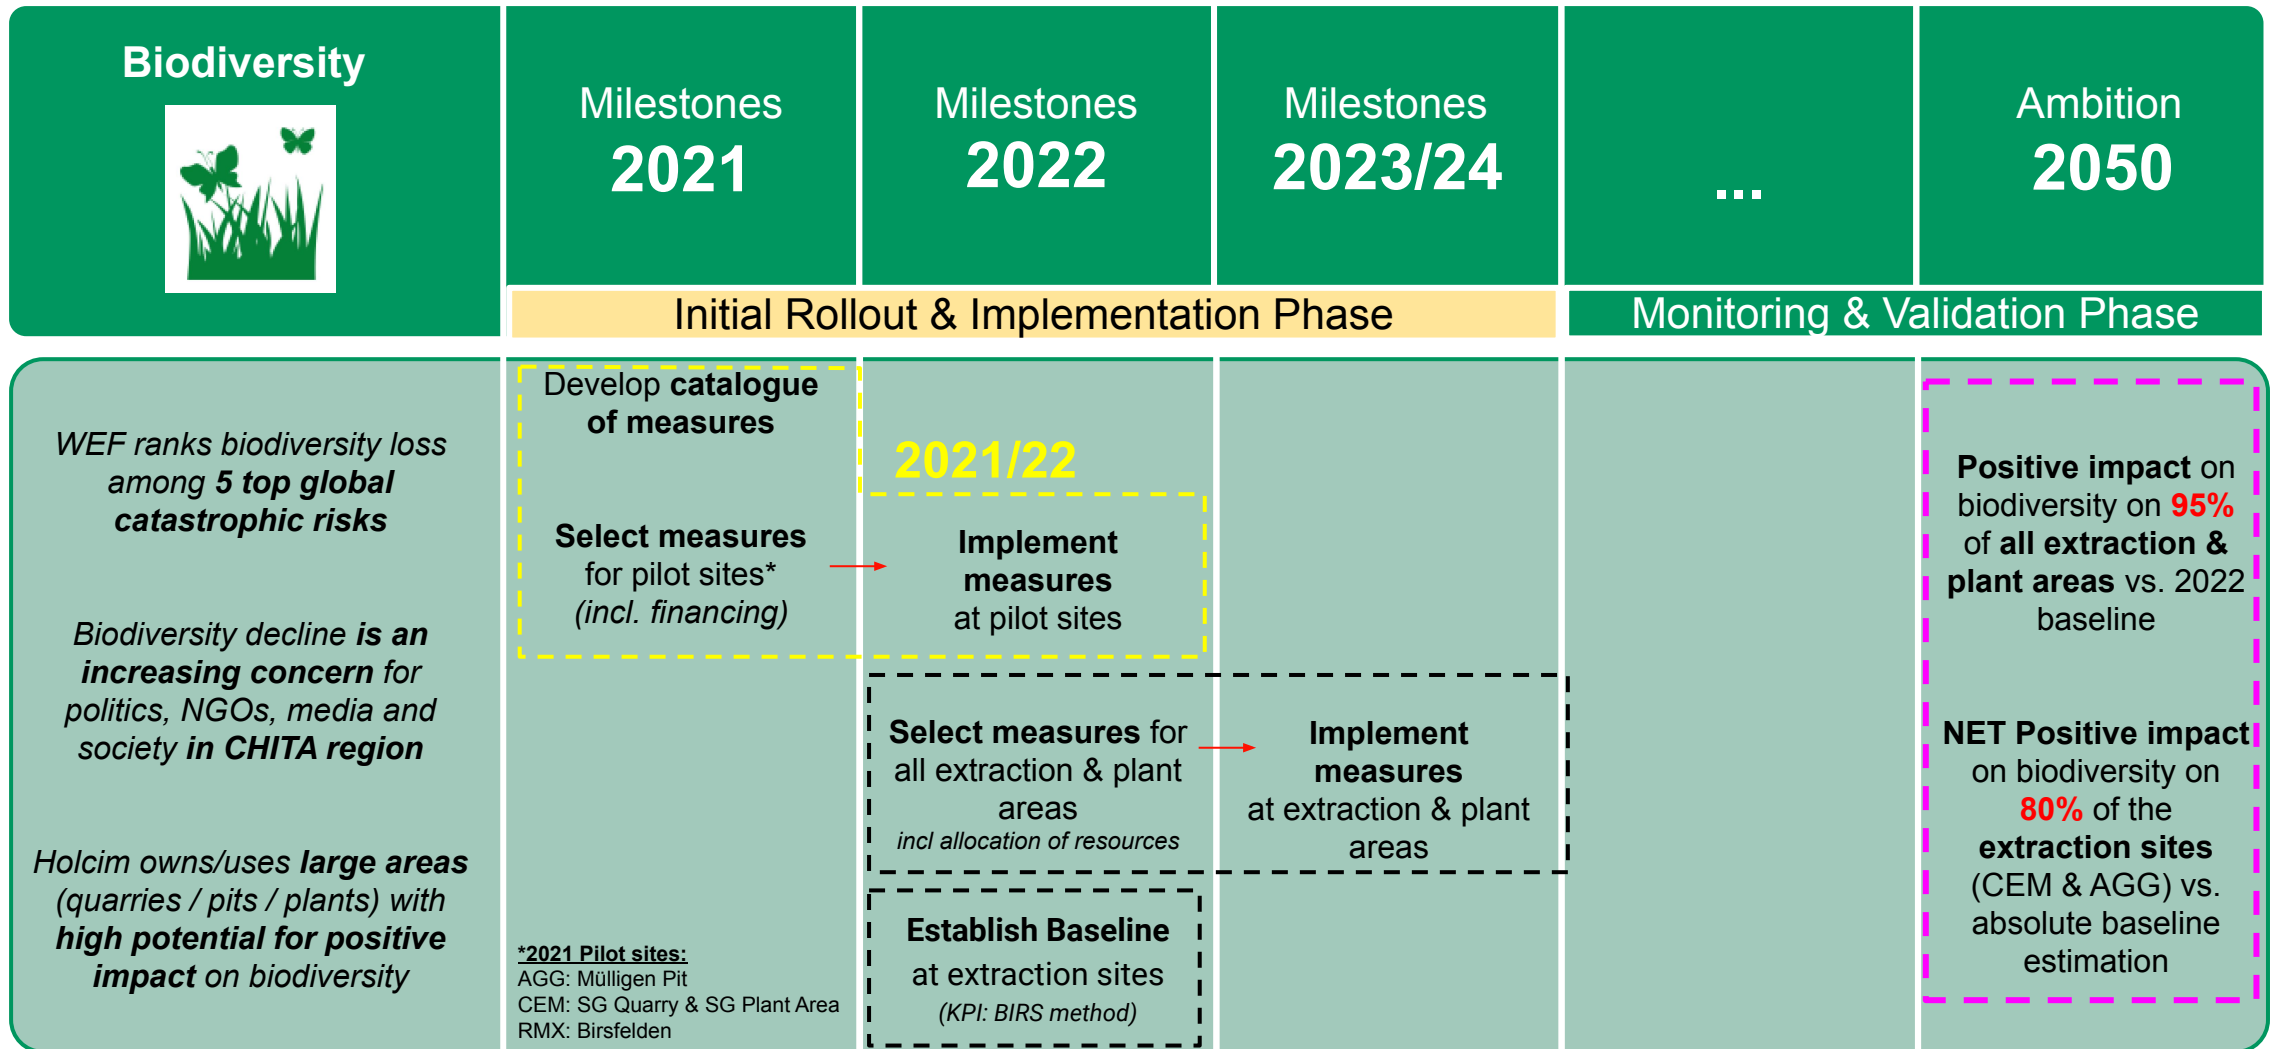 Biodiversity
Milestones
2021
Milestones
2022
Milestones
2023/24
...
Ambition
2050
Initial Rollout & Implementation Phase
Monitoring & Validation Phase
WEF ranks biodiversity loss
among 5 top global
catastrophic risks
Biodiversity decline is an
increasing concern for
politics, NGOs, media and
society in CHITA region
Holcim owns/uses large areas
(quarries / pits / plants) with
high potential for positive
impact on biodiversity
Develop catalogue
of measures
Select measures
for pilot sites*
(incl. financing)
*2021 Pilot sites:
AGG: Mülligen Pit
CEM: SG Quarry & SG Plant Area
RMX: Birsfelden
2021/22
Implement
measures
at pilot sites
Select measures for
all extraction & plant
areas
incl allocation of resources
Establish Baseline
at extraction sites
(KPI: BIRS method)
Implement
measures
at extraction & plant
areas
Positive impact on
biodiversity on 95%
of all extraction &
plant areas vs. 2022
baseline
NET Positive impact
on biodiversity on
80% of the
extraction sites
(CEM & AGG) vs.
absolute baseline
estimation